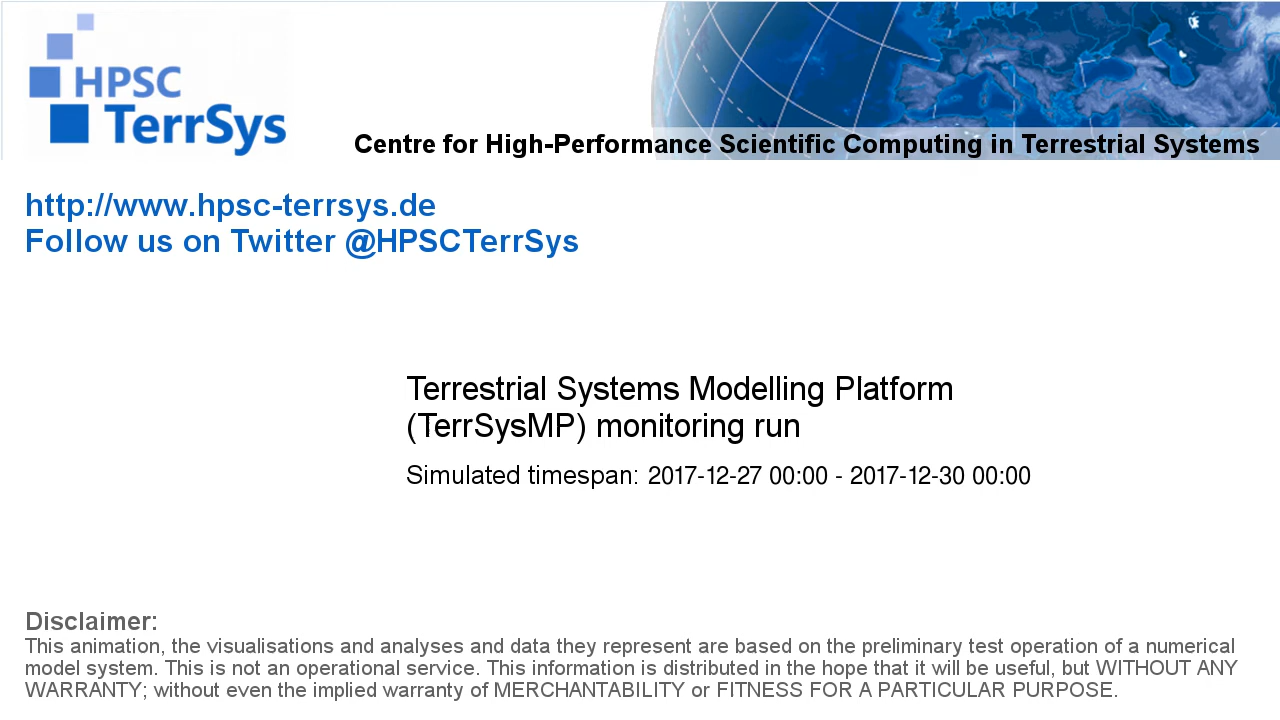 HPSC
TerrSys
Centre for High-Performance Scientific Computing in Terrestrial Systems
http://www.hpsc-terrsys.de
Follow us on Twitter @HPSCTerrSys
Terrestrial Systems Modelling Platform
(TerrSysMP) monitoring run
Simulated timespan: 2017-12-27 00:00 - 2017-12-30 00:00
Disclaimer:
This animation, the visualisations and analyses and data they represent are based on the preliminary test operation of a numerical
model system. This is not an operational service. This information is distributed in the hope that it will be useful, but WITHOUT ANY
WARRANTY; without even the implied warranty of MERCHANTABILITY or FITNESS FOR A PARTICULAR PURPOSE.